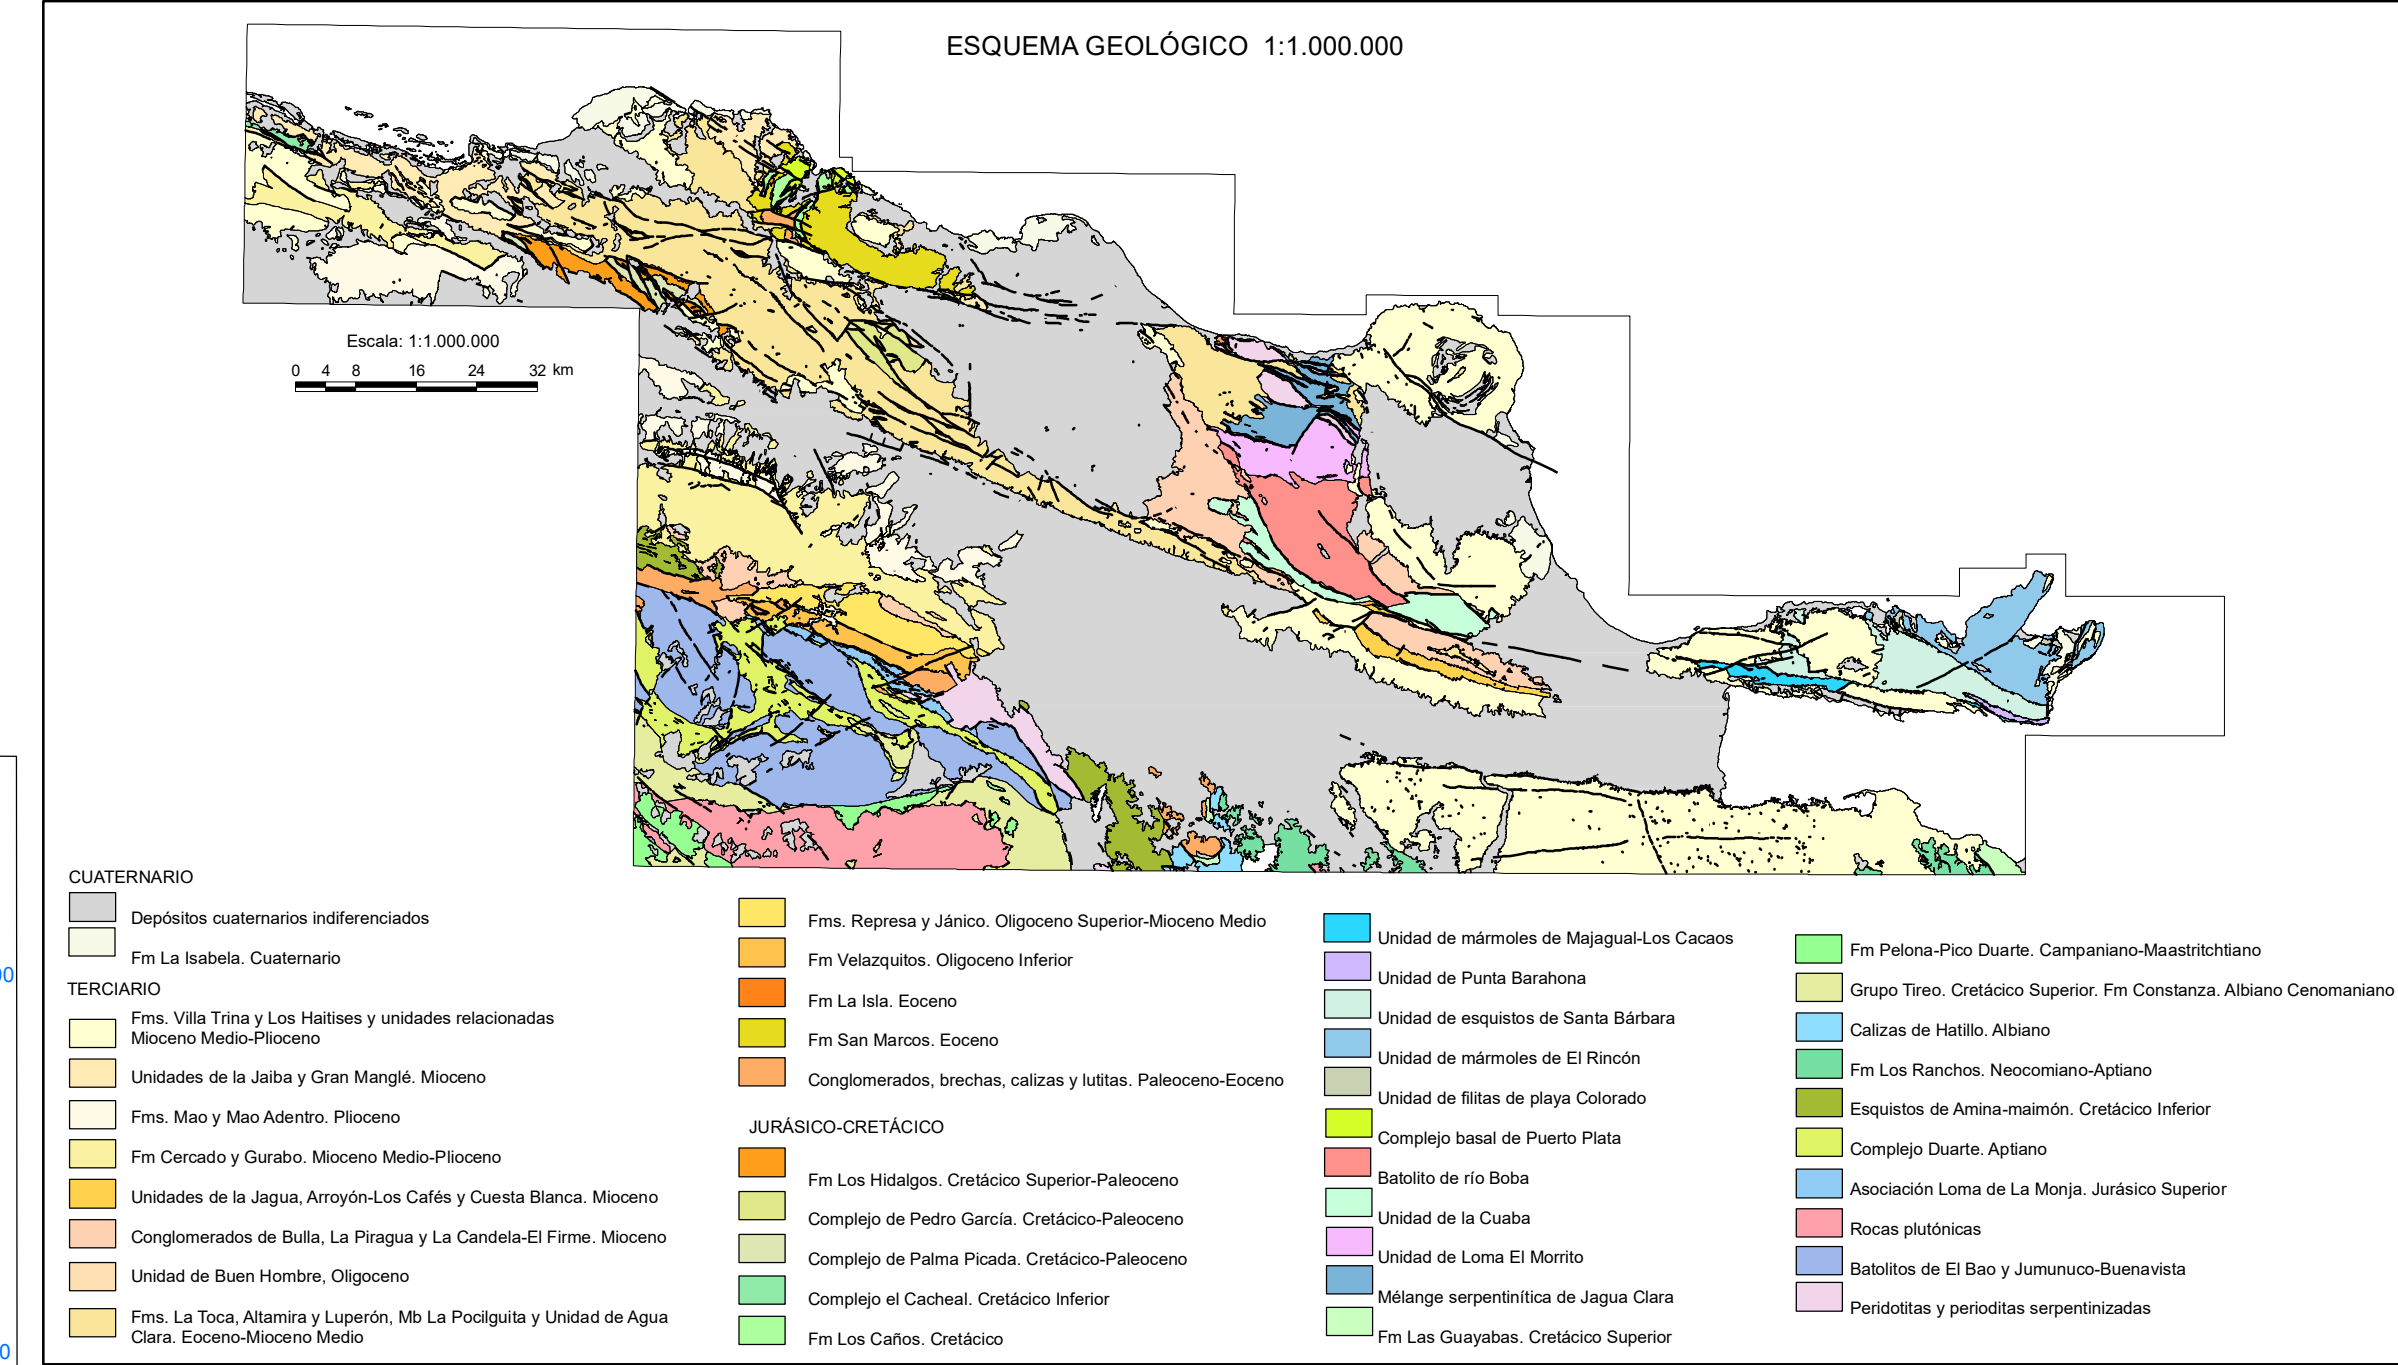 ESQUEMA GEOLÓGICO 1:1.000.000
Escala: 1:1.000.000
0 4 8 16 24 32 km
00
0
CUATERNARIO
Depósitos cuaternarios indiferenciados
Fm La Isabela. Cuaternario
TERCIARIO
Fms. Villa Trina y Los Haitises y unidades relacionadas
Mioceno Medio-Plioceno
Unidades de la Jaiba y Gran Manglé. Mioceno
Fms. Mao y Mao Adentro. Plioceno
Fm Cercado y Gurabo. Mioceno Medio-Plioceno
Unidades de la Jagua, Arroyón-Los Cafés y Cuesta Blanca. Mioceno
Conglomerados de Bulla, La Piragua y La Candela-El Firme. Mioceno
Unidad de Buen Hombre, Oligoceno
Fms. La Toca, Altamira y Luperón, Mb La Pocilguita y Unidad de Agua
Clara. Eoceno-Mioceno Medio
Fms. Represa y Jánico. Oligoceno Superior-Mioceno Medio
Fm Velazquitos. Oligoceno Inferior
Fm La Isla. Eoceno
Fm San Marcos. Eoceno
Conglomerados, brechas, calizas y lutitas. Paleoceno-Eoceno
JURÁSICO-CRETÁCICO
Fm Los Hidalgos. Cretácico Superior-Paleoceno
Complejo de Pedro García. Cretácico-Paleoceno
Complejo de Palma Picada. Cretácico-Paleoceno
Complejo el Cacheal. Cretácico Inferior
Fm Los Caños. Cretácico
Unidad de mármoles de Majagual-Los Cacaos
Unidad de Punta Barahona
Unidad de esquistos de Santa Bárbara
Unidad de mármoles de El Rincón
Unidad de filitas de playa Colorado
Complejo basal de Puerto Plata
Batolito de río Boba
Unidad de la Cuaba
Unidad de Loma El Morrito
Mélange serpentinítica de Jagua Clara
Fm Las Guayabas. Cretácico Superior
Fm Pelona-Pico Duarte. Campaniano-Maastritchtiano
Grupo Tireo. Cretácico Superior. Fm Constanza. Albiano Cenomaniano
Calizas de Hatillo. Albiano
Fm Los Ranchos. Neocomiano-Aptiano
Esquistos de Amina-maimón. Cretácico Inferior
Complejo Duarte. Aptiano
Asociación Loma de La Monja. Jurásico Superior
Rocas plutónicas
Batolitos de El Bao y Jumunuco-Buenavista
Peridotitas y perioditas serpentinizadas